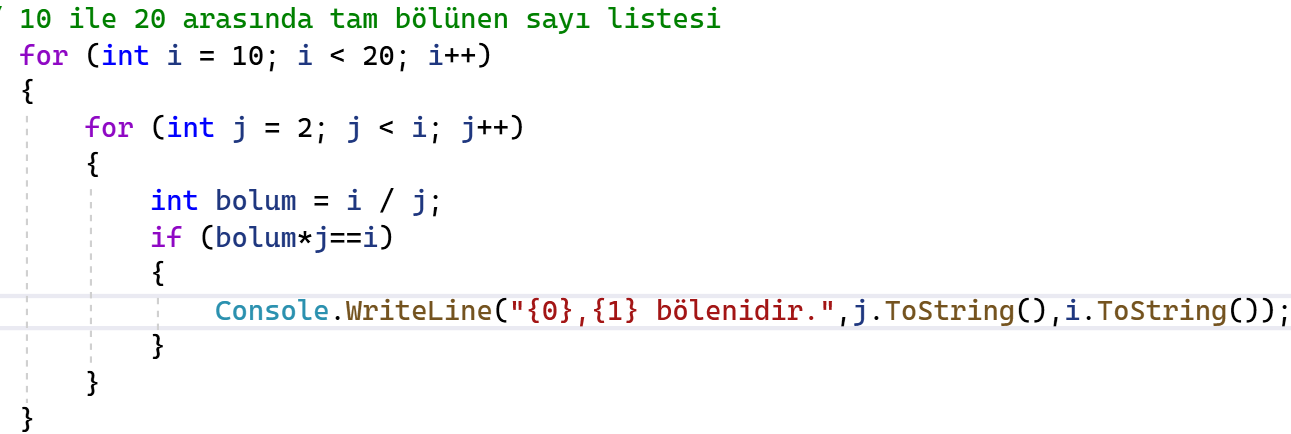 / 10 ile 20 arasında tam bölünen sayı listesi
for (int i = 10; i < 20; i++)
{
    for (int j = 2; j < i; j++)
    {
        int bolum = i / j;
        if (bolum*j==i)
        {
            Console.WriteLine("{0},{1} bölenidir.",j.ToString(),i.ToString());
        }
    }
}